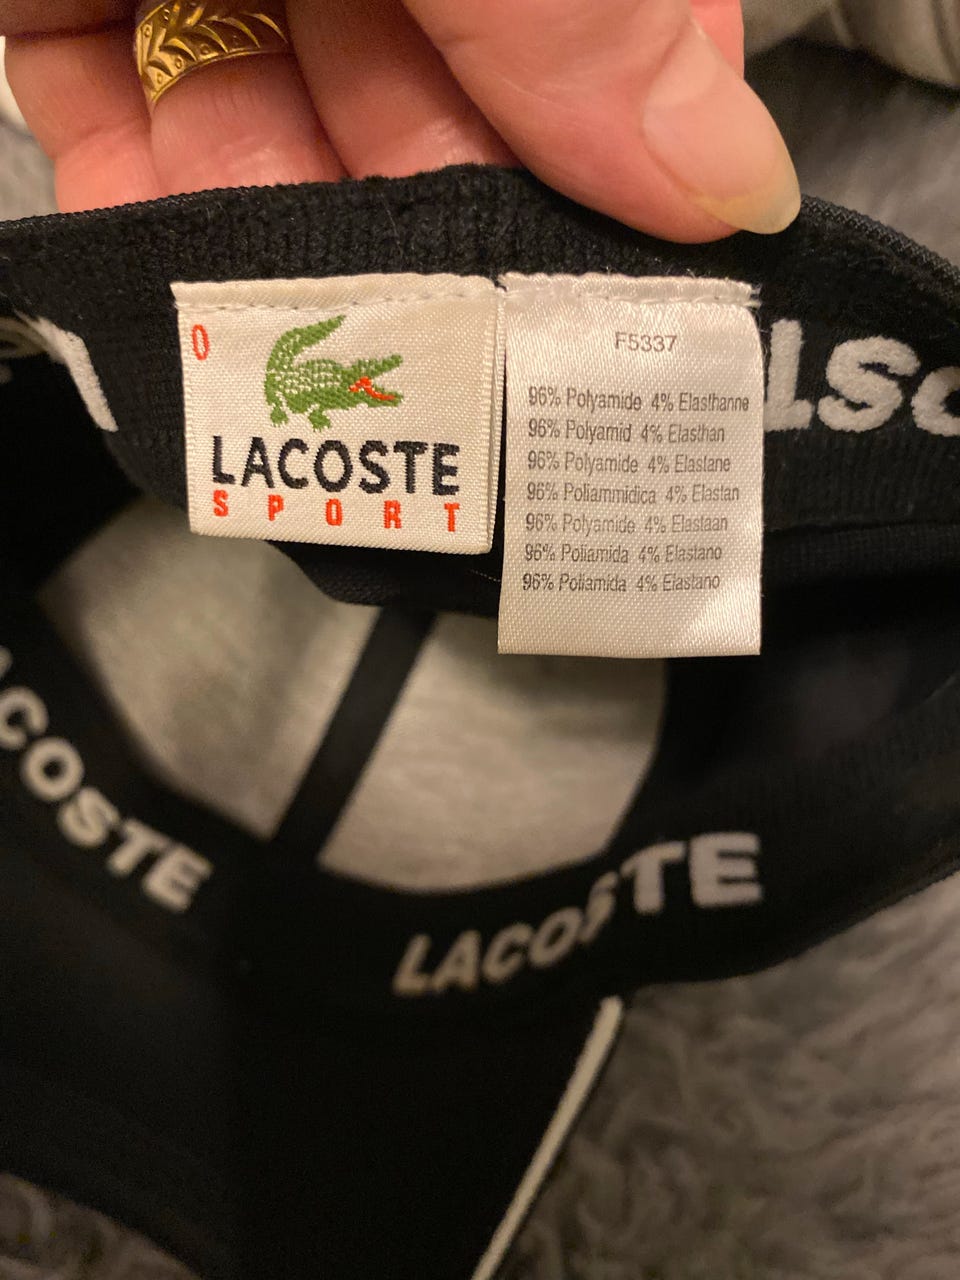 0
LACOSTE
SPORT
F5337
96% Polyamide 4% Elasthanne
96% Polyamid 4% Elasthan
96% Polyamide 4% Elastane
96% Poliammidica 4% Elastan
96% Polyamide 4% Elastaan
96% Poliamida 4% Elastano
96% Poliamida 4% Elastano
ACOSTE
LACOSTE